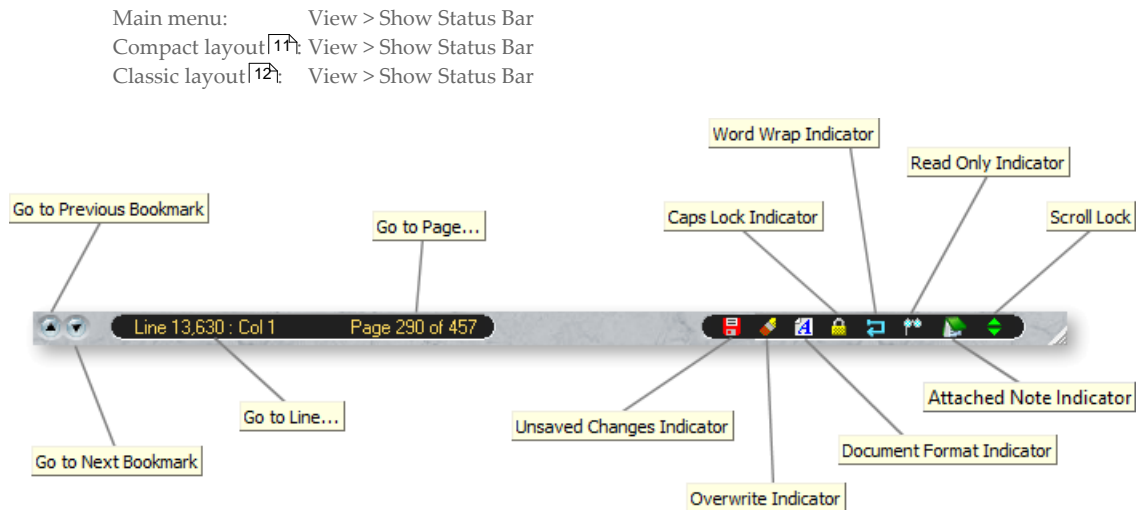 Main menu: View > Show Status Bar
Compact layout 11: View > Show Status Bar
Classic layout 12: View > Show Status Bar
Word Wrap Indicator
Read Only Indicator
Go to Previous Bookmark
Go to Page...
Caps Lock Indicator
Scroll Lock
Line 13,630 : Col 1
Page 290 of 457
Attached Note Indicator
Go to Line...
Unsaved Changes Indicator
Document Format Indicator
Go to Next Bookmark
Overwrite Indicator